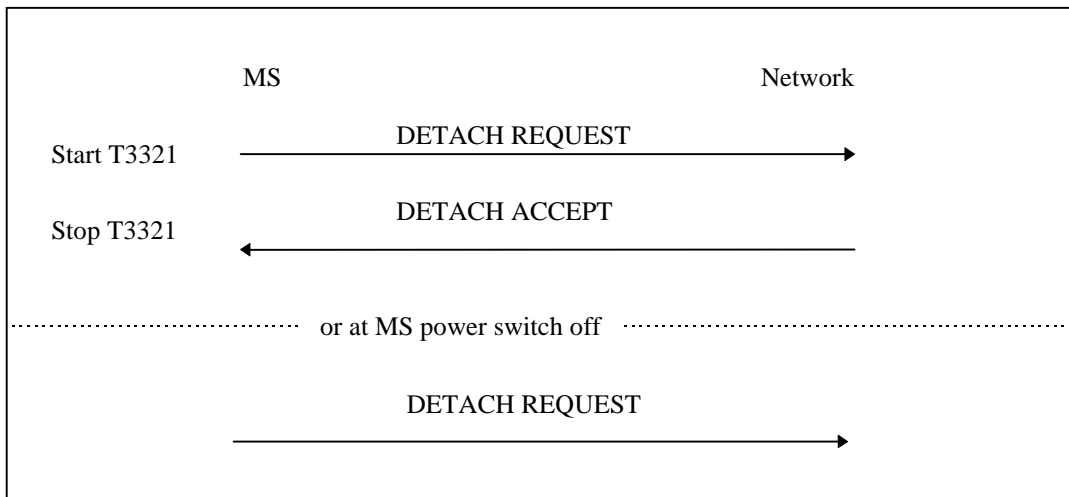 MS Network
DETACH REQUEST
Start T3321
DETACH ACCEPT
Stop T3321
or at MS power switch off
DETACH REQUEST